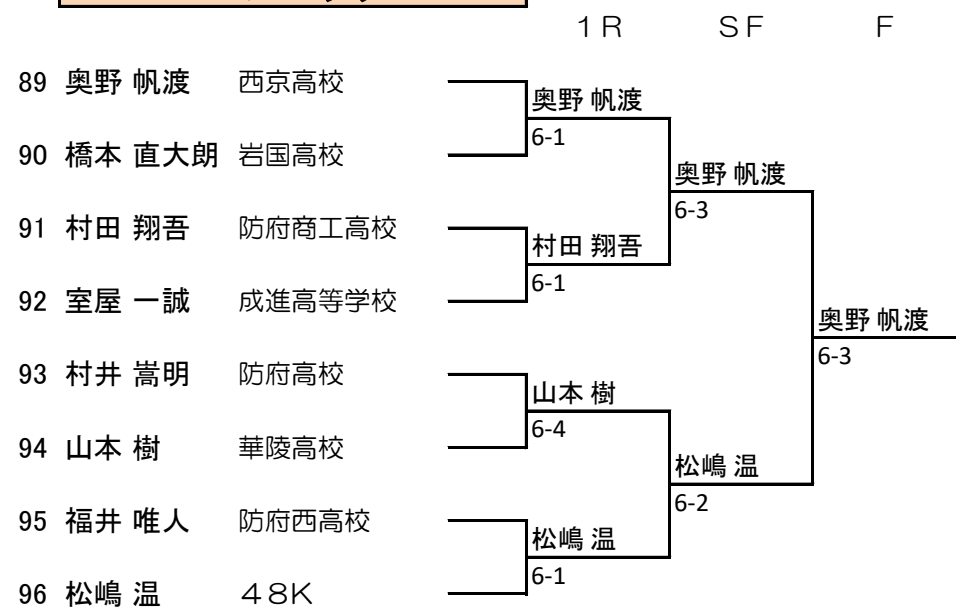 １Ｒ ＳＦ Ｆ
89 奥野 帆渡 西京高校
奥野 帆渡
6-1
90 橋本 直大朗 岩国高校
奥野 帆渡
6-3
91 村田 翔吾 防府商工高校
村田 翔吾
6-1
92 室屋 一誠 成進高等学校
奥野 帆渡
6-3
93 村井 嵩明 防府高校
山本 樹
6-4
94 山本 樹 華陵高校
松嶋 温
6-2
95 福井 唯人 防府西高校
松嶋 温
6-1
96 松嶋 温 ４８Ｋ